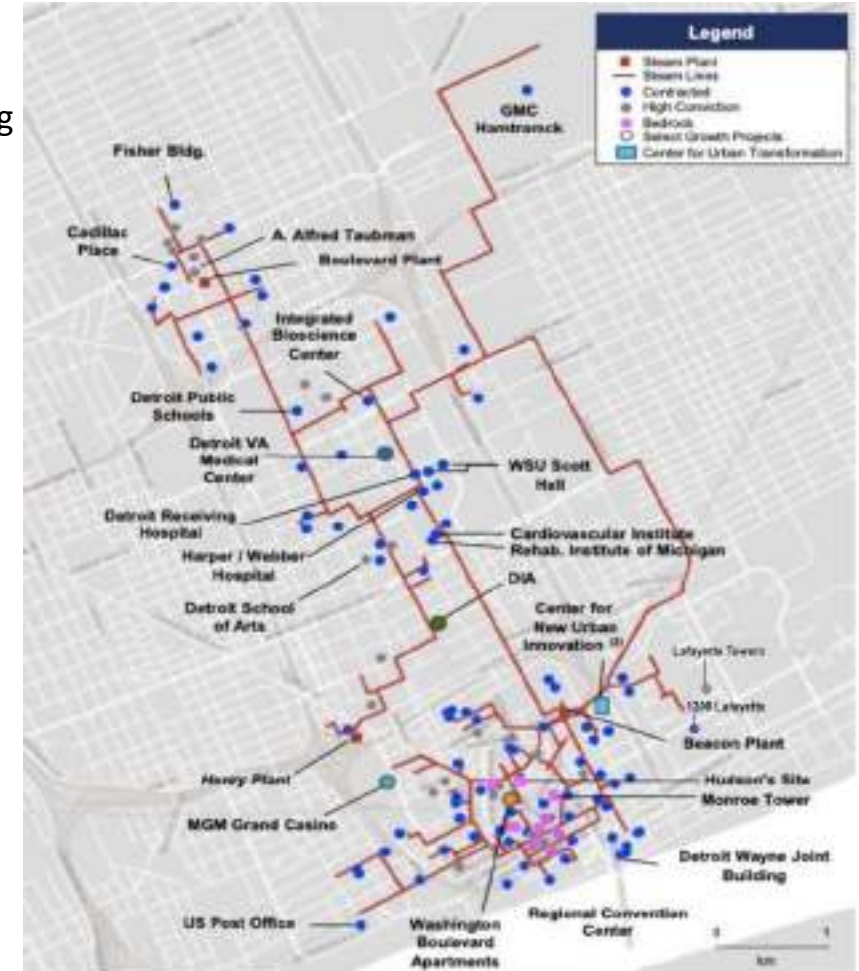 g
Legend
Steam Plant
Steam Lines
Contracted
High Conviction
Bedrock
Select Growth Projects
Center for Urban Transformation
GMC
Hamtramck
Fisher Bldg.
Cadillac
Place
A. Alfred Taubman
Boulevard Plant
Integrated
Bioscience
Center
Detroit Public
Schools
Detroit VA
Medical
Center
WSU Scott
Hall
Detroit Receiving
Hospital
Cardiovascular Institute
Rehab. Institute of Michigan
Harper / Webber
Hospital
DIA
Detroit School
of Arts
Center for
New Urban
Innovation (2)
Lafayette Towers
1300 Lafayette
Beacon Plant
Henry Plant
Hudson's Site
Monroe Tower
MGM Grand Casino
Detroit Wayne Joint
Building
US Post Office
Washington
Boulevard
Apartments
Regional Convention
Center
0 1
km